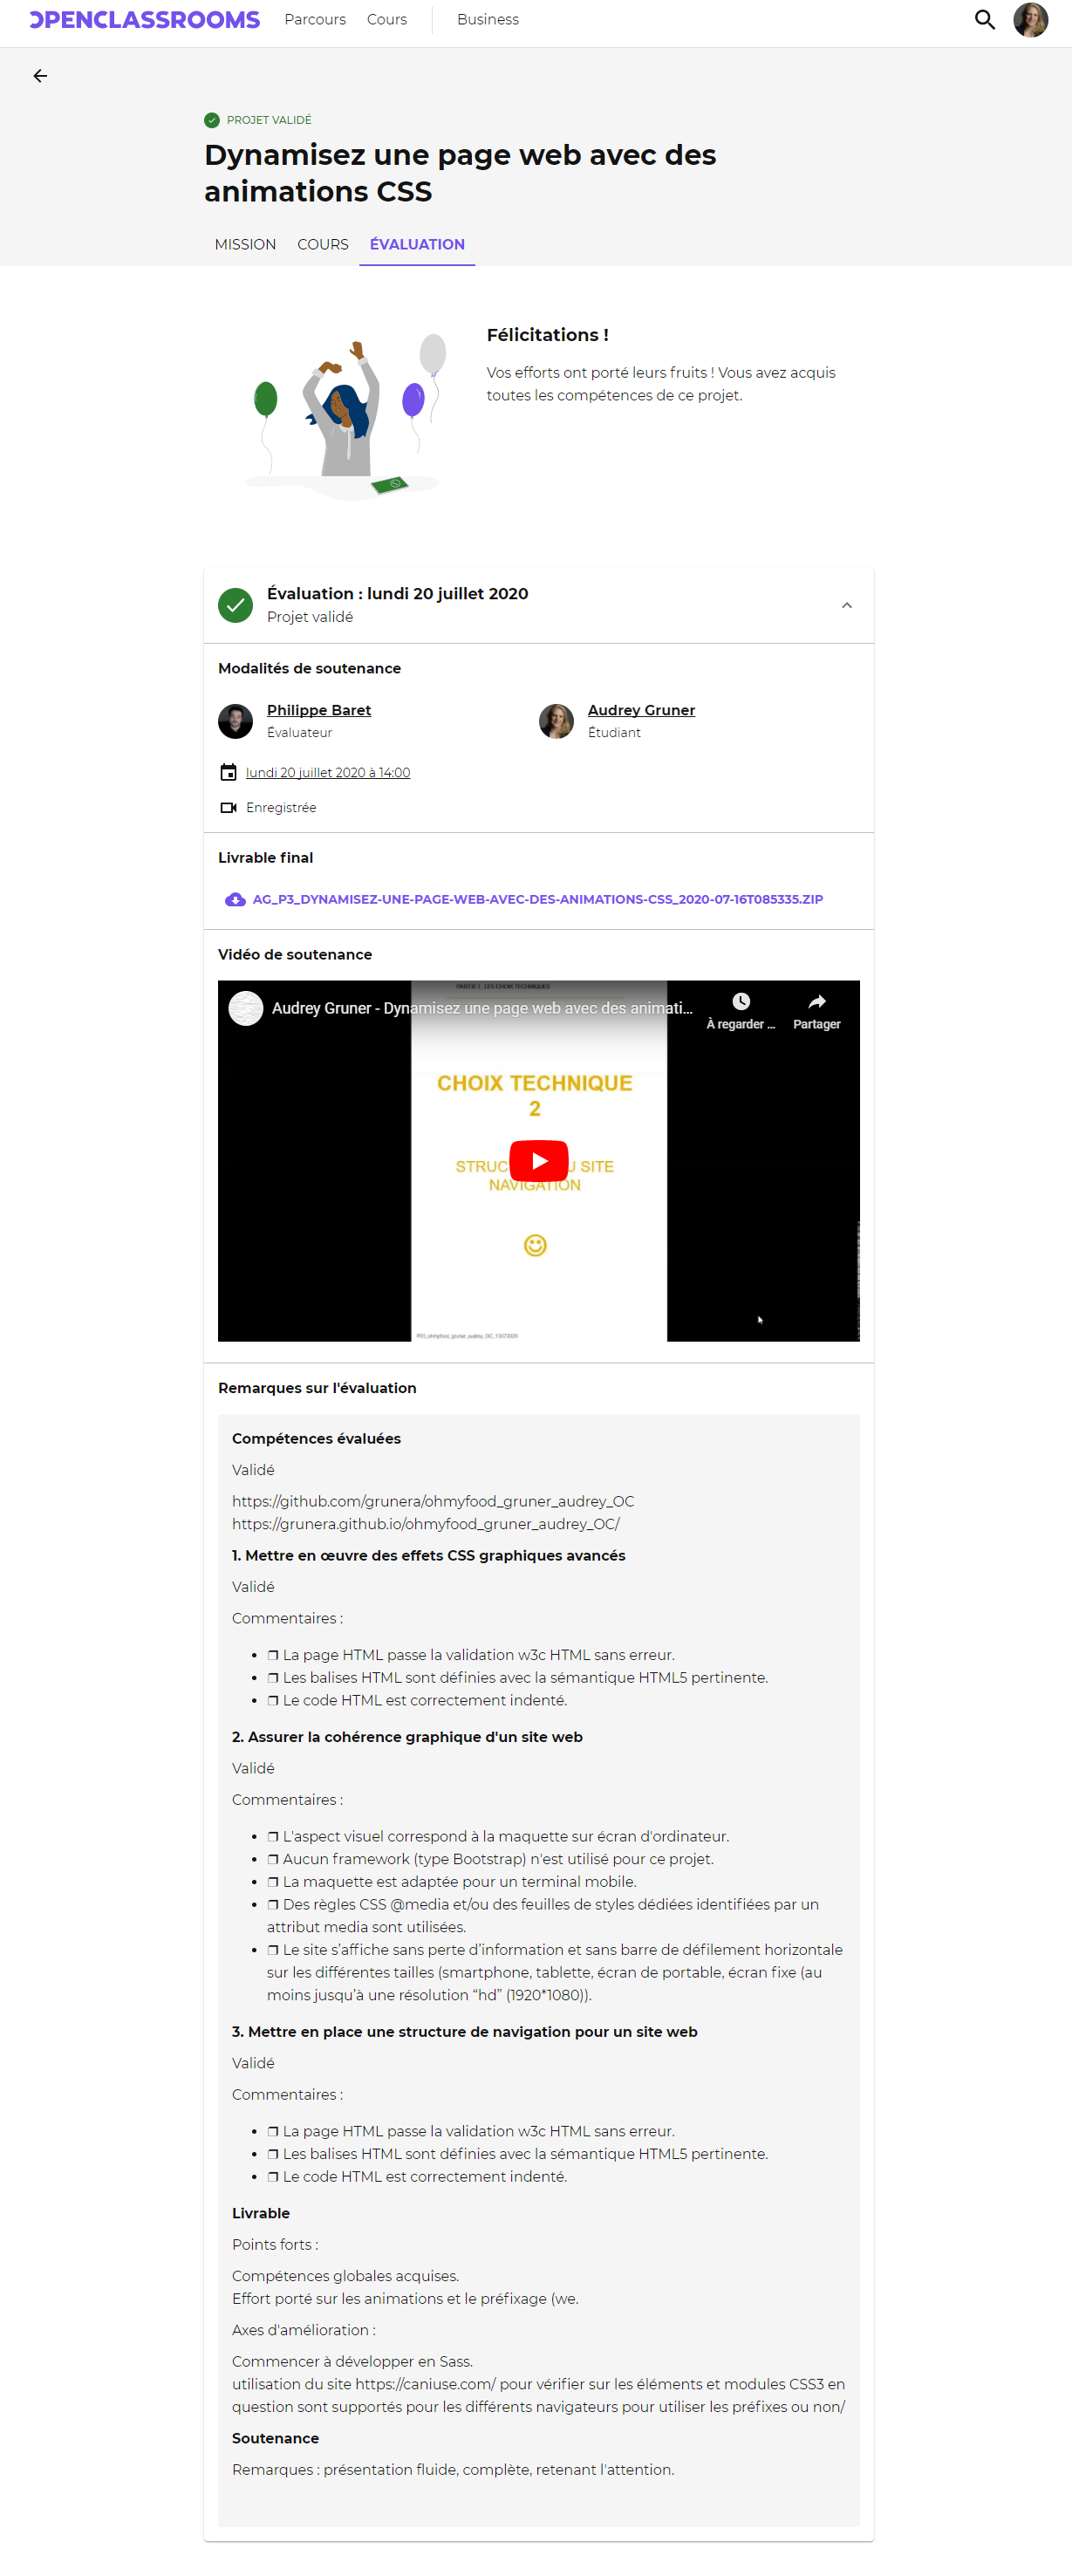 OPENCLASSROOMS Parcours Cours Business
PROJET VALIDÉ
Dynamisez une page web avec des
animations CSS
MISSION COURS ÉVALUATION
Félicitations !
Vos efforts ont porté leurs fruits ! Vous avez acquis
toutes les compétences de ce projet.
Évaluation : lundi 20 juillet 2020
Projet validé
Modalités de soutenance
Philippe Baret
Évaluateur
Audrey Gruner
Étudiant
lundi 20 juillet 2020 à 14:00
Enregistrée
Livrable final
AG_P3_DYNAMISEZ-UNE-PAGE-WEB-AVEC-DES-ANIMATIONS-CSS_2020-07-16T085335.ZIP
Vidéo de soutenance
PARTIE I_ LES CHOIX TECHNIQUES
Audrey Gruner - Dynamisez une page web avec des animati...
À regarder ...
Partager
CHOIX TECHNIQUE
2
STRUC U SITE
NAVIGATION
Remarques sur l'évaluation
Compétences évaluées
Validé
https://github.com/grunera/ohmyfood_gruner_audrey_OC
https://grunera.github.io/ohmyfood_gruner_audrey_OC/
1. Mettre en œuvre des effets CSS graphiques avancés
Validé
Commentaires :
• ❒ La page HTML passe la validation w3c HTML sans erreur.
• ❒ Les balises HTML sont définies avec la sémantique HTML5 pertinente.
• ❒ Le code HTML est correctement indenté.
2. Assurer la cohérence graphique d'un site web
Validé
Commentaires :
• ❒ L'aspect visuel correspond à la maquette sur écran d'ordinateur.
• ❒ Aucun framework (type Bootstrap) n'est utilisé pour ce projet.
• ❒ La maquette est adaptée pour un terminal mobile.
• ❒ Des règles CSS @media et/ou des feuilles de styles dédiées identifiées par un
attribut media sont utilisées.
• ❒ Le site s’affiche sans perte d’information et sans barre de défilement horizontale
sur les différentes tailles (smartphone, tablette, écran de portable, écran fixe (au
moins jusqu’à une résolution “hd” (1920*1080)).
3. Mettre en place une structure de navigation pour un site web
Validé
Commentaires :
• ❒ La page HTML passe la validation w3c HTML sans erreur.
• ❒ Les balises HTML sont définies avec la sémantique HTML5 pertinente.
• ❒ Le code HTML est correctement indenté.
Livrable
Points forts :
Compétences globales acquises.
Effort porté sur les animations et le préfixage (we.
Axes d'amélioration :
Commencer à développer en Sass.
utilisation du site https://caniuse.com/ pour vérifier sur les éléments et modules CSS3 en
question sont supportés pour les différents navigateurs pour utiliser les préfixes ou non/
Soutenance
Remarques : présentation fluide, complète, retenant l'attention.